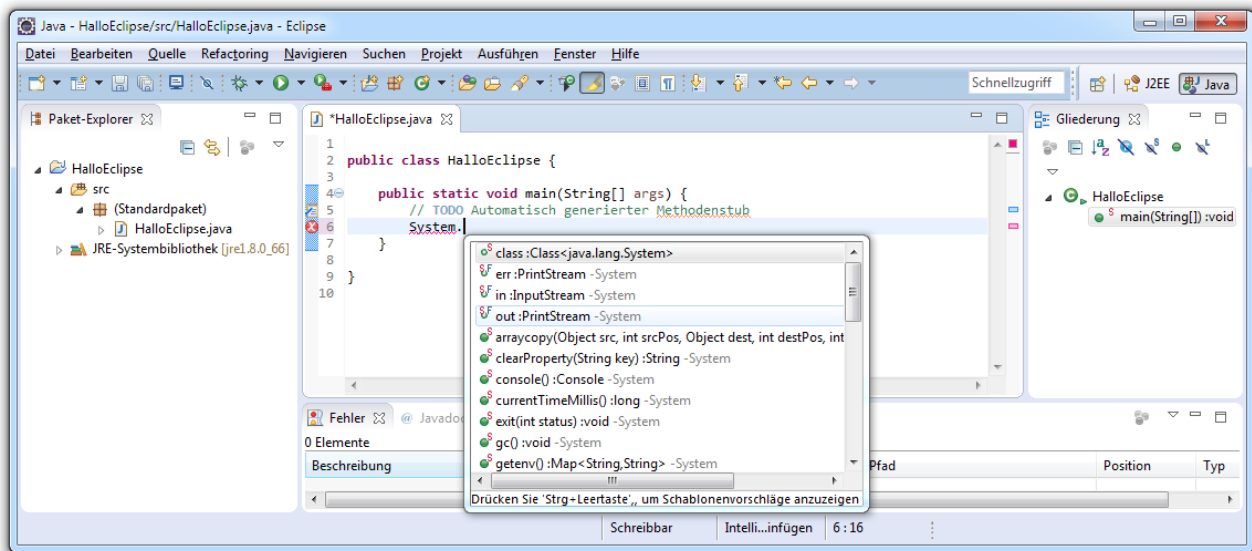 Java - HalloEclipse/src/HalloEclipse.java - Eclipse
Datei Bearbeiten Quelle Refactoring Navigieren Suchen Projekt Ausführen Fenster Hilfe
Schnellzugriff J2EE Java
Paket-Explorer
HalloEclipse
src
(Standardpaket)
HalloEclipse.java
JRE-Systembibliothek [jre1.8.0_66]
*HalloEclipse.java
1
2 public class HalloEclipse {
3
4 public static void main(String[] args) {
5 // TODO Automatisch generierter Methodenstub
6 System.
7 }
8
9 }
10
class : Class<java.lang.System>
err : PrintStream - System
in : InputStream - System
out : PrintStream - System
arraycopy(Object src, int srcPos, Object dest, int destPos, int
clearProperty(String key) : String - System
console() : Console - System
currentTimeMillis() : long - System
exit(int status) : void - System
gc() : void - System
getenv() : Map<String,String> - System
Drücken Sie 'Strg+Leertaste',, um Schablonenvorschläge anzuzeigen
Gliederung
HalloEclipse
main(String[]) : void
Fehler @ Javadoc
0 Elemente
Beschreibung Pfad Position Typ
Schreibbar Intelli...infügen 6 : 16